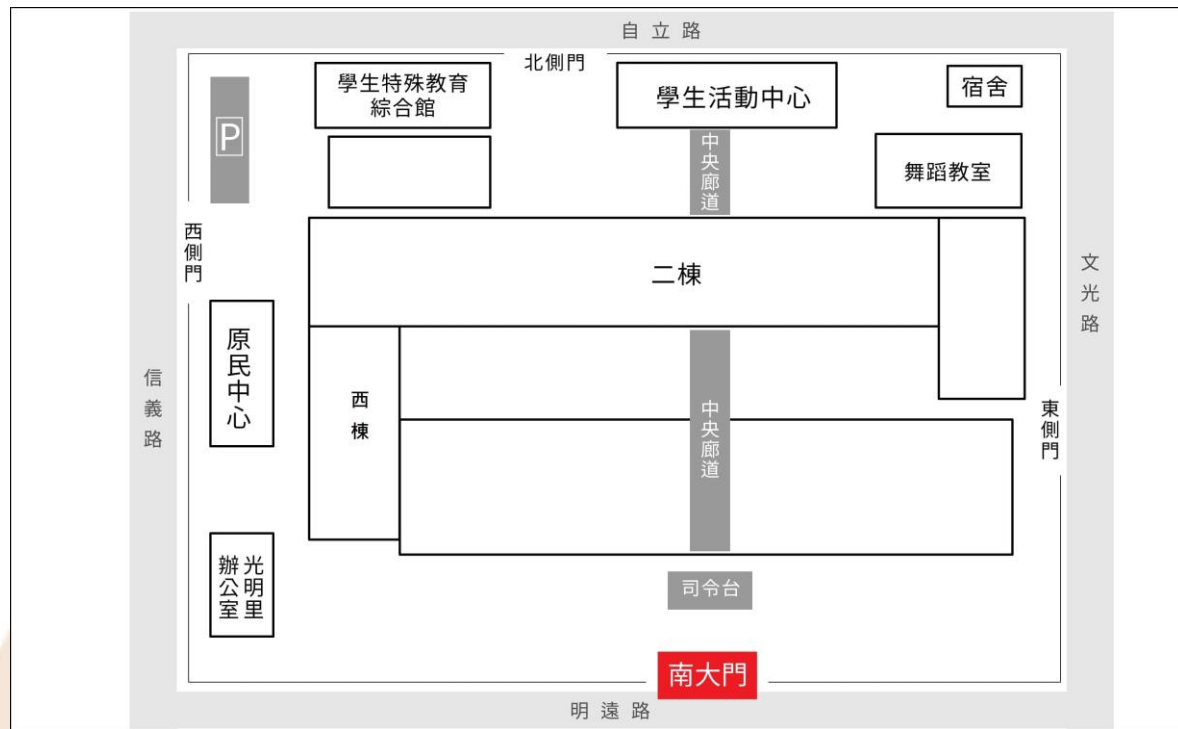 自立路
北側門
學生特殊教育
綜合館
學生活動中心
宿舍
P
中央廊道
舞蹈教室
西側門
二棟
文光路
原民中心
信義路
西棟
中央廊道
東側門
光明里
辦公室
司令台
南大門
明遠路